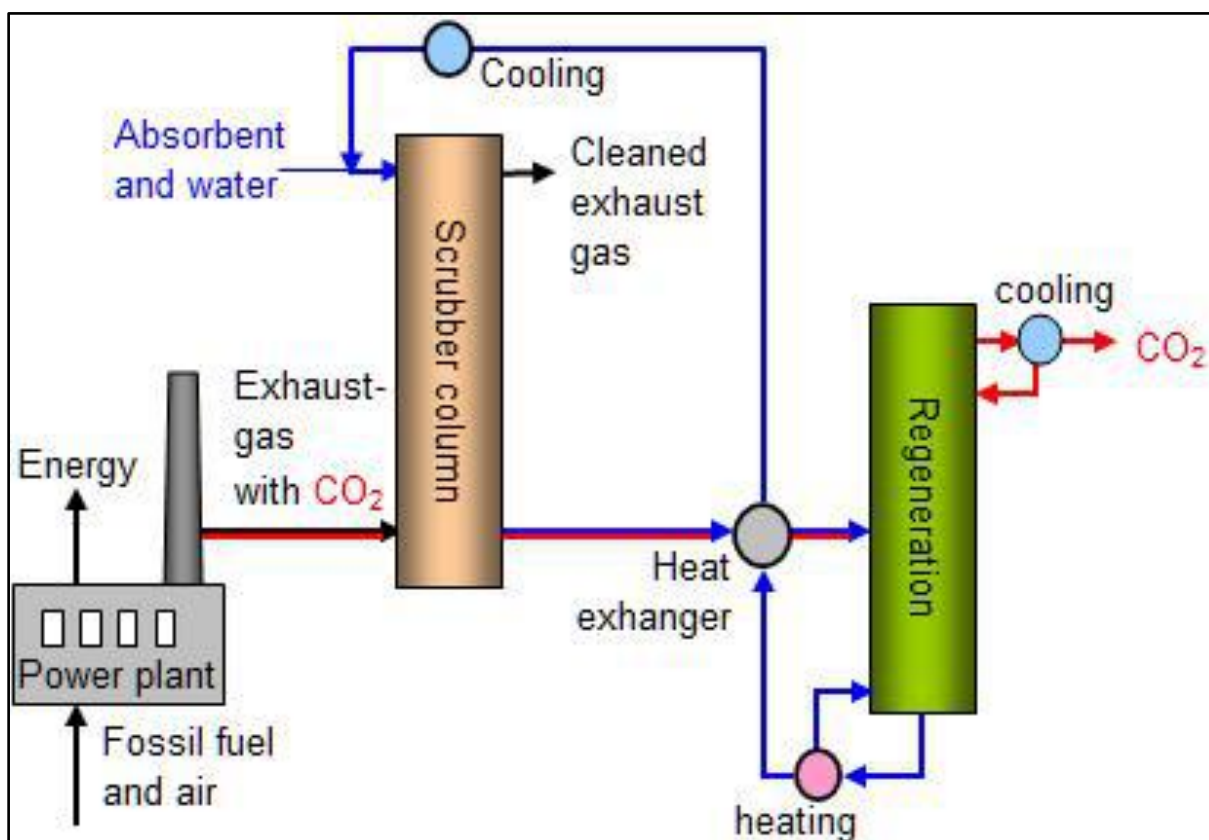 Cooling
Absorbent
and water
Cleaned
exhaust
gas
Scrubber column
cooling
CO₂
Regeneration
Exhaust-
gas
with CO₂
Energy
Heat
exhanger
Power plant
Fossil fuel
and air
heating